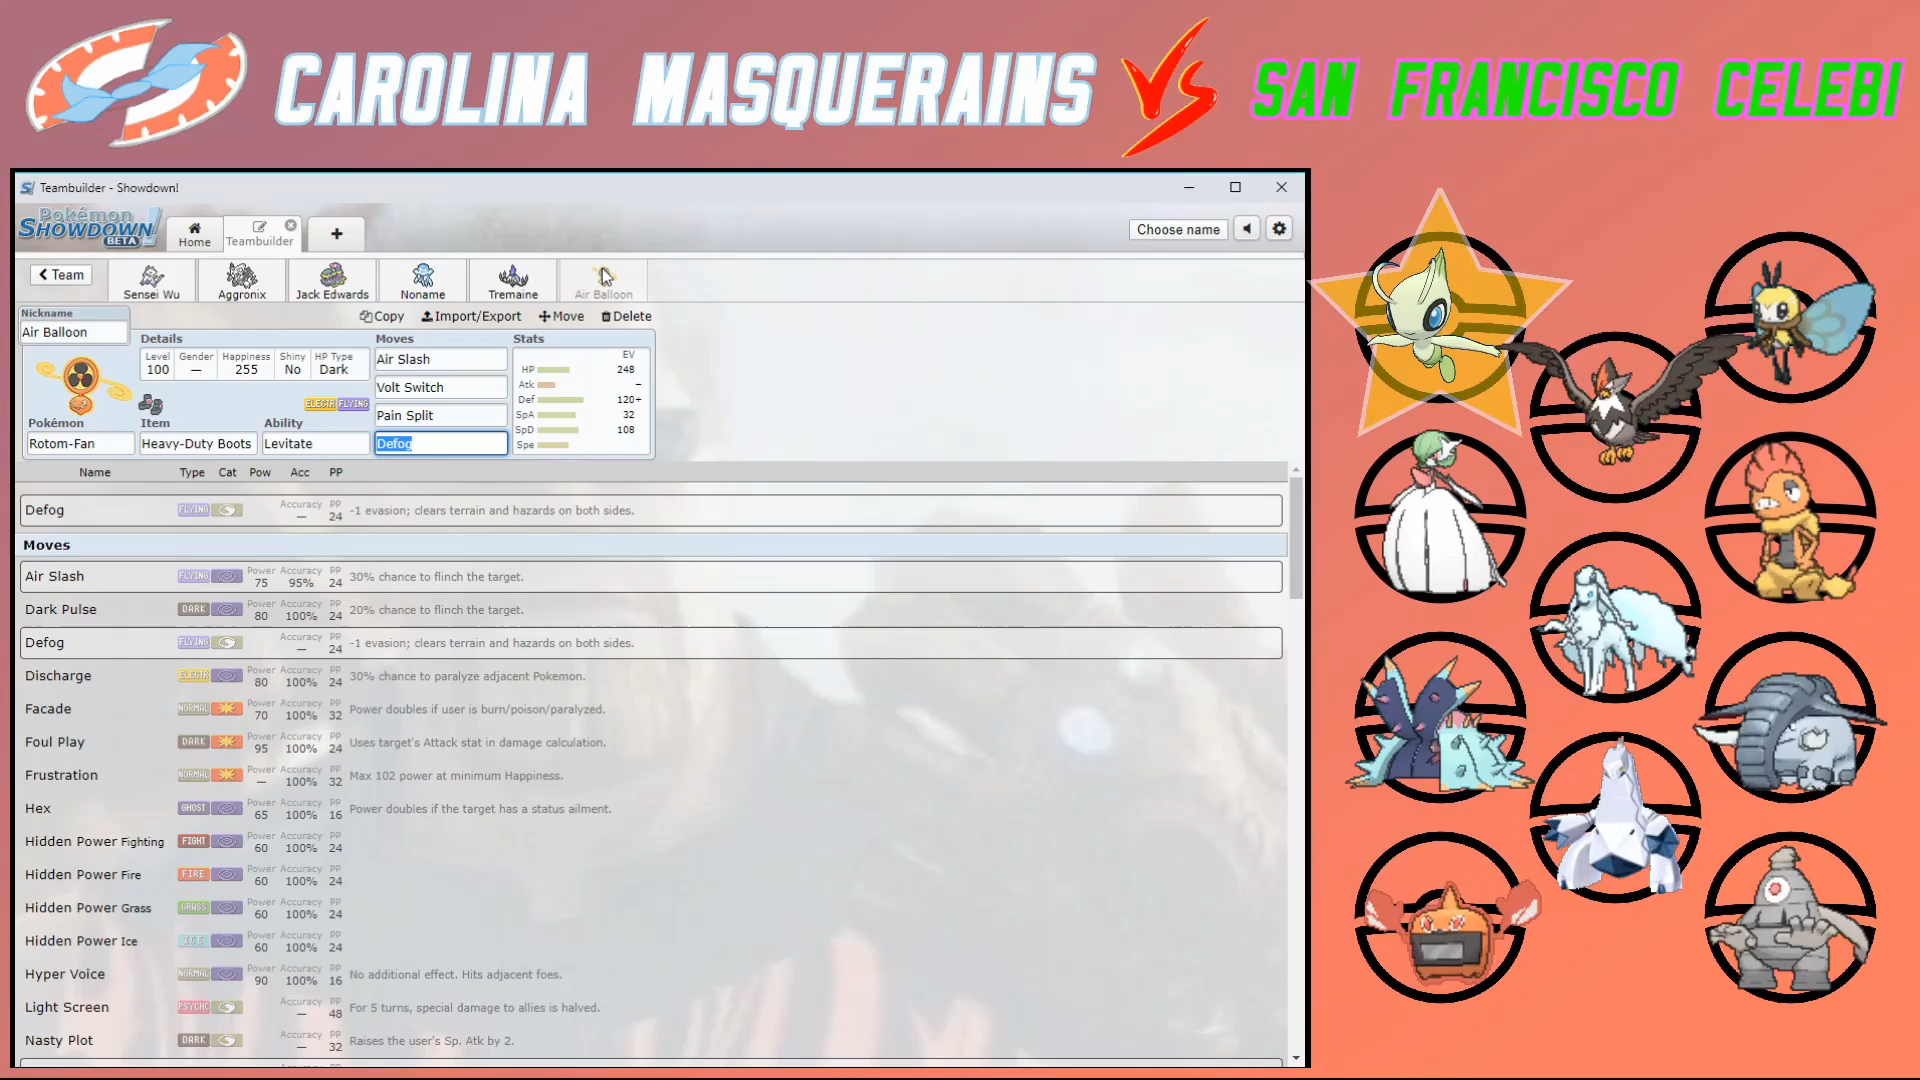 CAROLINA MASQUERAINS VS SAN FRANCISCO CELEBI
Teambuilder - Showdown!
Pokémon SHOWDOWN! BETA
Home
Teambuilder
+
Choose name
Team
Sensei Wu
Aggronix
Jack Edwards
Noname
Tremaine
Air Balloon
Copy Import/Export Move Delete
Nickname
Air Balloon
Details
Level Gender Happiness Shiny HP Type
100 — 255 No Dark
ELECTR FLYING
Pokémon Item Ability
Rotom-Fan Heavy-Duty Boots Levitate
Moves
Air Slash
Volt Switch
Pain Split
Defog
Stats
EV
HP 248
Atk –
Def 120+
SpA 32
SpD 108
Spe
Name Type Cat Pow Acc PP
Defog FLYING Accuracy — PP 24 -1 evasion; clears terrain and hazards on both sides.
Moves
Air Slash FLYING Power 75 Accuracy 95% PP 24 30% chance to flinch the target.
Dark Pulse DARK Power 80 Accuracy 100% PP 24 20% chance to flinch the target.
Defog FLYING Accuracy — PP 24 -1 evasion; clears terrain and hazards on both sides.
Discharge ELECTR Power 80 Accuracy 100% PP 24 30% chance to paralyze adjacent Pokemon.
Facade NORMAL Power 70 Accuracy 100% PP 32 Power doubles if user is burn/poison/paralyzed.
Foul Play DARK Power 95 Accuracy 100% PP 24 Uses target's Attack stat in damage calculation.
Frustration NORMAL Power — Accuracy 100% PP 32 Max 102 power at minimum Happiness.
Hex GHOST Power 65 Accuracy 100% PP 16 Power doubles if the target has a status ailment.
Hidden Power Fighting FIGHT Power 60 Accuracy 100% PP 24
Hidden Power Fire FIRE Power 60 Accuracy 100% PP 24
Hidden Power Grass GRASS Power 60 Accuracy 100% PP 24
Hidden Power Ice ICE Power 60 Accuracy 100% PP 24
Hyper Voice NORMAL Power 90 Accuracy 100% PP 16 No additional effect. Hits adjacent foes.
Light Screen PSYCHC Accuracy — PP 48 For 5 turns, special damage to allies is halved.
Nasty Plot DARK Accuracy — PP 32 Raises the user's Sp. Atk by 2.